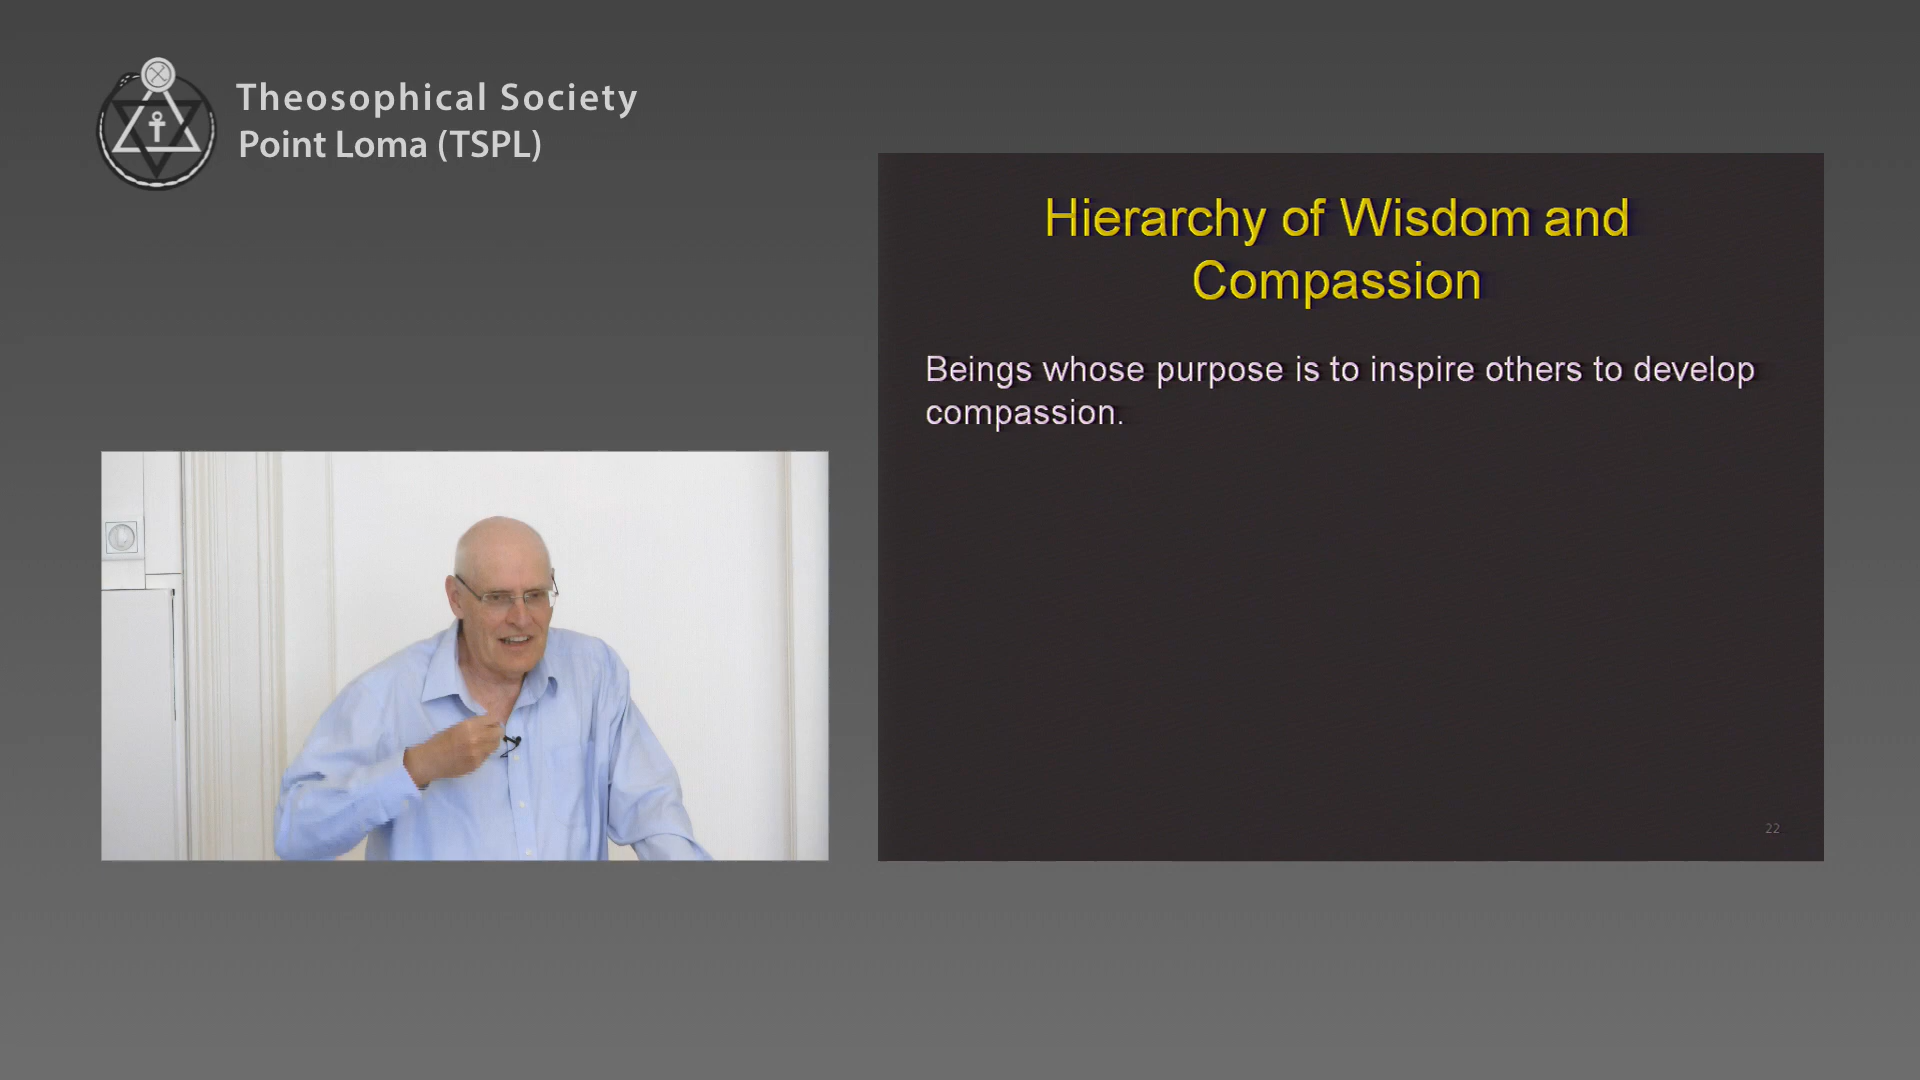 Theosophical Society
Point Loma (TSPL)
Hierarchy of Wisdom and
Compassion
Beings whose purpose is to inspire others to develop
compassion.
22